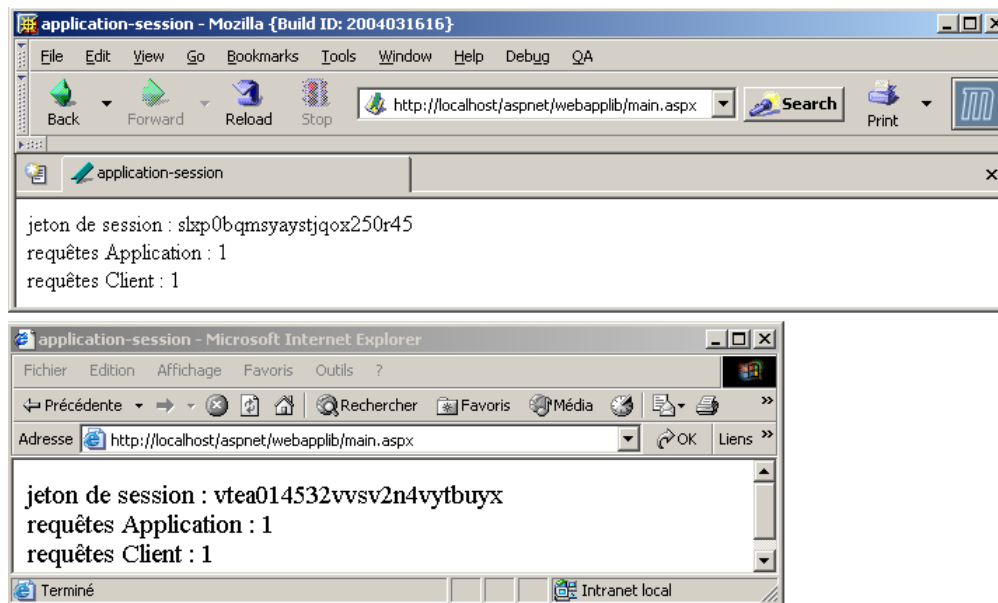 application-session - Mozilla {Build ID: 2004031616}
File Edit View Go Bookmarks Tools Window Help Debug QA
Back Forward Reload Stop http://localhost/aspnet/webapplib/main.aspx Search Print
application-session
jeton de session : slxp0bqmsyaystjqox250r45
requêtes Application : 1
requêtes Client : 1
application-session - Microsoft Internet Explorer
Fichier Edition Affichage Favoris Outils ?
Précédente Rechercher Favoris Média »
Adresse http://localhost/aspnet/webapplib/main.aspx OK Liens »
jeton de session : vtea014532vvsv2n4vytbuyx
requêtes Application : 1
requêtes Client : 1
Terminé Intranet local